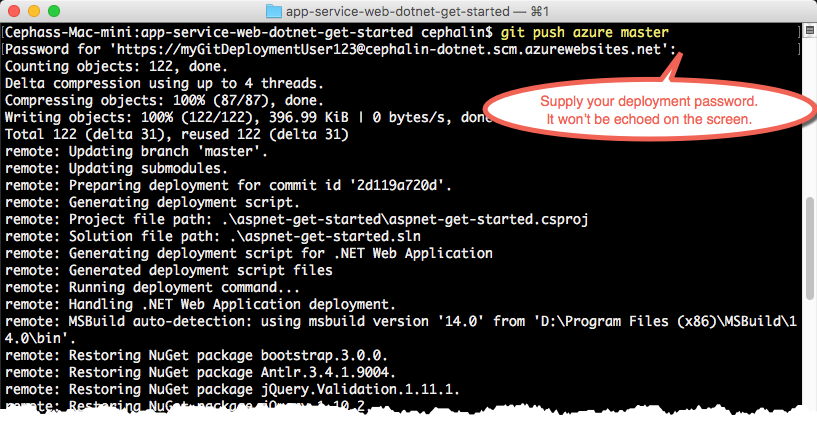 app-service-web-dotnet-get-started — ⌘1
[Cephass-Mac-mini:app-service-web-dotnet-get-started cephalin$ git push azure master ]
[Password for 'https://myGitDeploymentUser123@cephalin-dotnet.scm.azurewebsites.net': ]
Counting objects: 122, done.
Delta compression using up to 4 threads.
Compressing objects: 100% (87/87), done.
Writing objects: 100% (122/122), 396.99 KiB | 0 bytes/s, done
Total 122 (delta 31), reused 122 (delta 31)
Supply your deployment password.
It won't be echoed on the screen.
remote: Updating branch 'master'.
remote: Updating submodules.
remote: Preparing deployment for commit id '2d119a720d'.
remote: Generating deployment script.
remote: Project file path: .\aspnet-get-started\aspnet-get-started.csproj
remote: Solution file path: .\aspnet-get-started.sln
remote: Generating deployment script for .NET Web Application
remote: Generated deployment script files
remote: Running deployment command...
remote: Handling .NET Web Application deployment.
remote: MSBuild auto-detection: using msbuild version '14.0' from 'D:\Program Files (x86)\MSBuild\1
4.0\bin'.
remote: Restoring NuGet package bootstrap.3.0.0.
remote: Restoring NuGet package Antlr.3.4.1.9004.
remote: Restoring NuGet package jQuery.Validation.1.11.1.
remote: Restoring NuGet package jQuery.1.10.2.